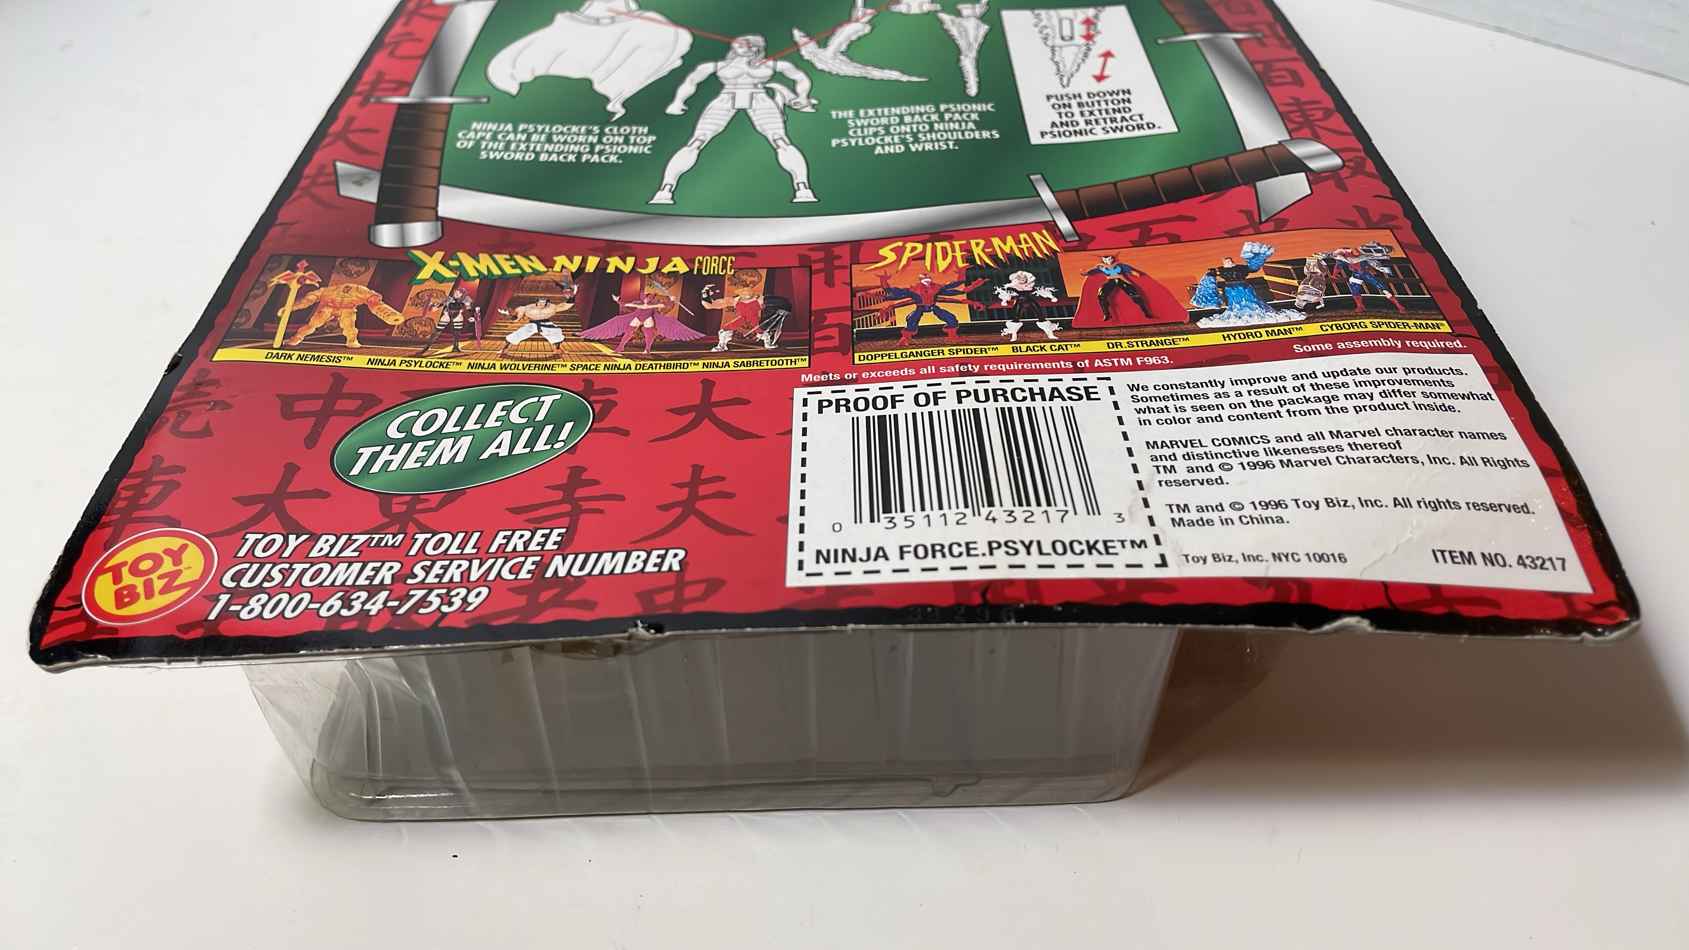 NINJA PSYLOCKE'S CLOTH
CAPE CAN BE WORN ON TOP
OF THE EXTENDING PSIONIC
SWORD BACK PACK.
THE EXTENDING PSIONIC
SWORD BACK PACK
CLIPS ONTO NINJA
PSYLOCKE'S SHOULDERS
AND WRIST.
PUSH DOWN
ON BUTTON
TO EXTEND
AND RETRACT
PSIONIC SWORD.
X-MEN NINJA FORCE
DARK NEMESIS™ NINJA PSYLOCKE™ NINJA WOLVERINE™ SPACE NINJA DEATHBIRD™ NINJA SABRETOOTH™
SPIDER-MAN
DOPPELGANGER SPIDER™ BLACK CAT™ DR.STRANGE™ HYDRO MAN™ CYBORG SPIDER-MAN™
Meets or exceeds all safety requirements of ASTM F963.
Some assembly required.
中 大
COLLECT
THEM ALL!
車 大 東 寺 夫
TOY
BIZ
TOY BIZ™ TOLL FREE
CUSTOMER SERVICE NUMBER
1-800-634-7539
PROOF OF PURCHASE
0 35112 43217 3
NINJA FORCE.PSYLOCKE™
We constantly improve and update our products.
Sometimes as a result of these improvements
what is seen on the package may differ somewhat
in color and content from the product inside.
MARVEL COMICS and all Marvel character names
and distinctive likenesses thereof
TM and © 1996 Marvel Characters, Inc. All Rights
reserved.
TM and © 1996 Toy Biz, Inc. All rights reserved.
Made in China.
Toy Biz, Inc. NYC 10016
ITEM NO. 43217